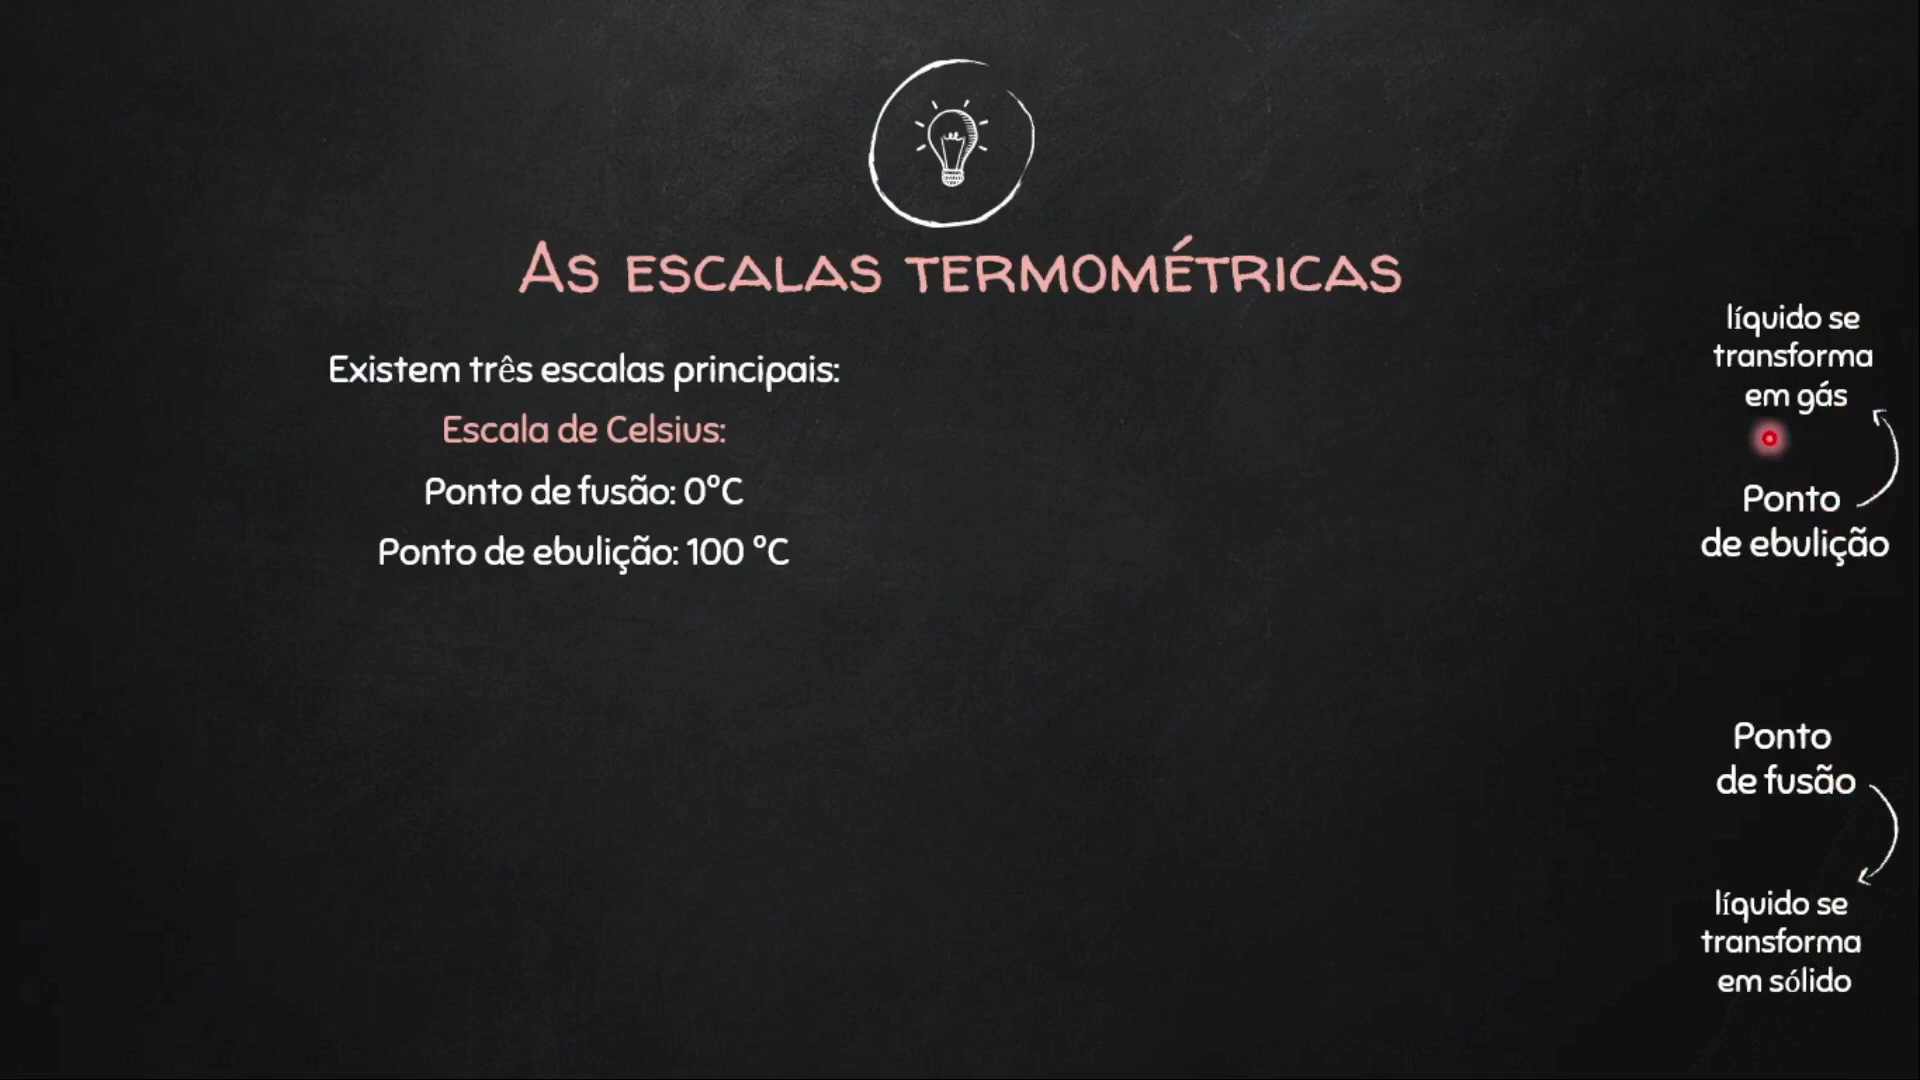 As escalas termométricas
Existem três escalas principais:
Escala de Celsius:
Ponto de fusão: 0°C
Ponto de ebulição: 100 °C
líquido se
transforma
em gás
Ponto
de ebulição
Ponto
de fusão
líquido se
transforma
em sólido